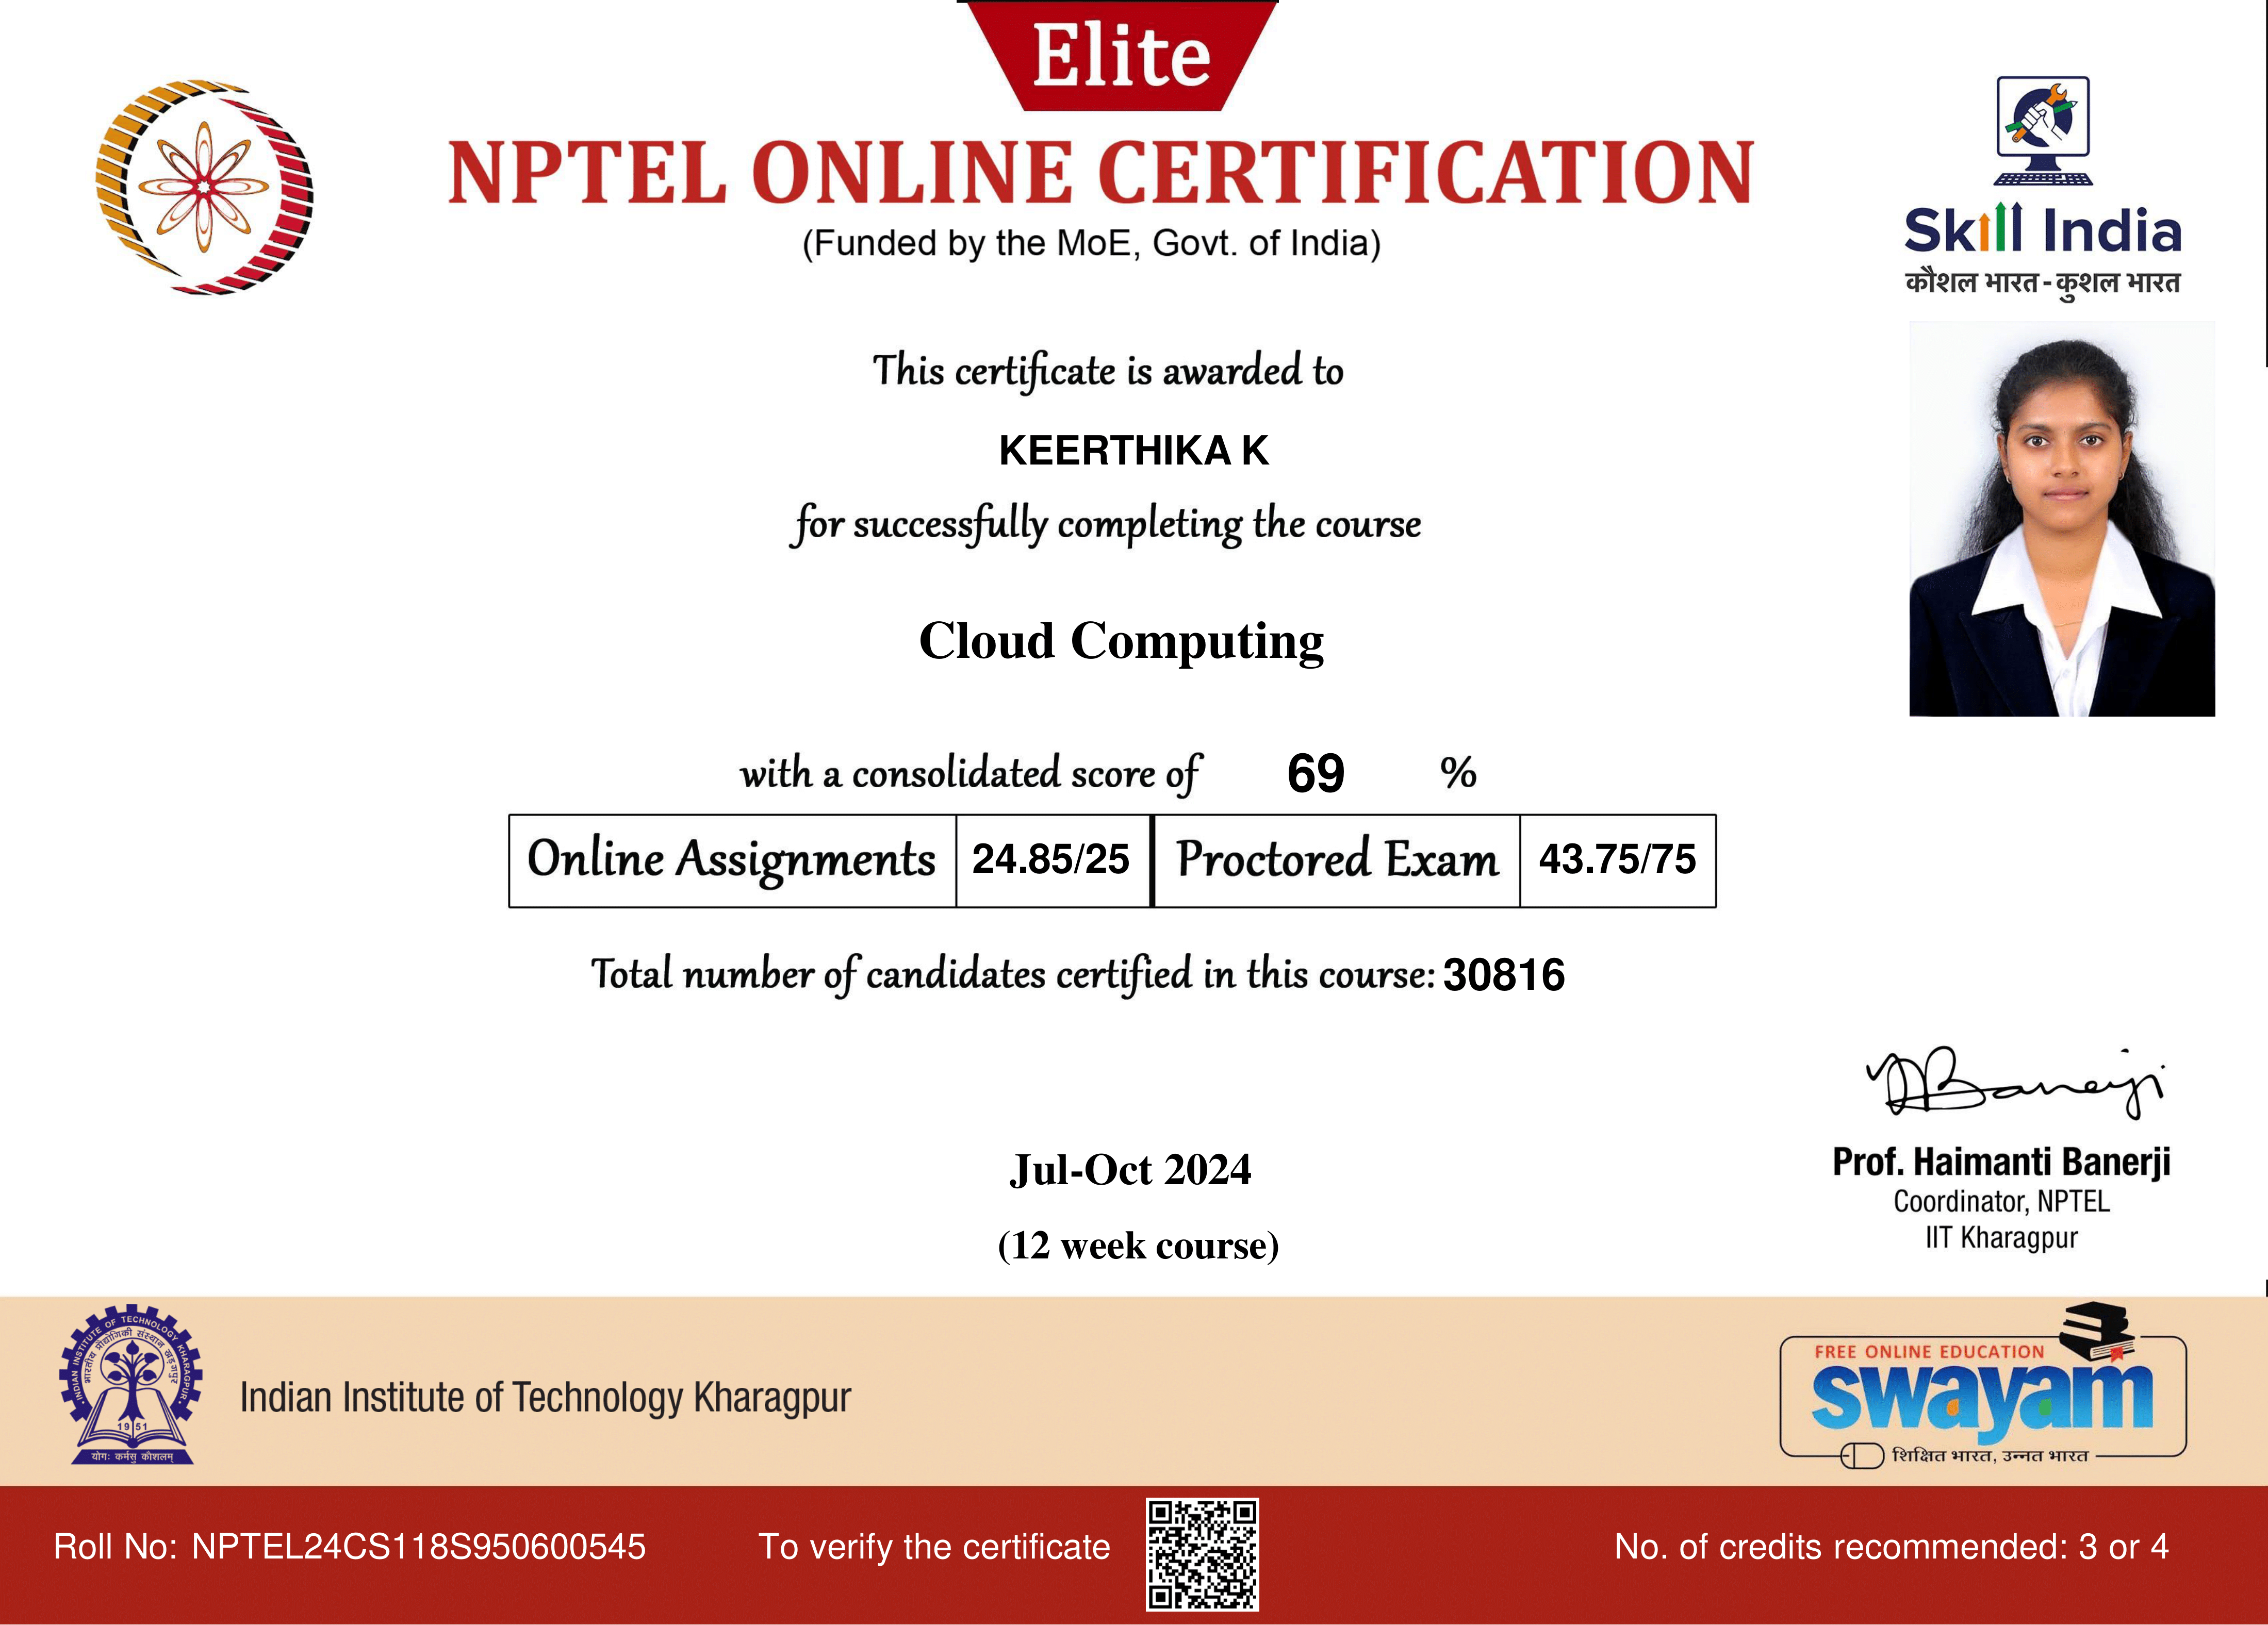 Elite
NPTEL ONLINE CERTIFICATION
(Funded by the MoE, Govt. of India)
Skill India
कौशल भारत - कुशल भारत
This certificate is awarded to
KEERTHIKA K
for successfully completing the course
Cloud Computing
with a consolidated score of 69 %
Online Assignments 24.85/25 Proctored Exam 43.75/75
Total number of candidates certified in this course: 30816
Banerji
Prof. Haimanti Banerji
Coordinator, NPTEL
IIT Kharagpur
Jul-Oct 2024
(12 week course)
INDIAN INSTITUTE OF TECHNOLOGY KHARAGPUR
भारतीय प्रौद्योगिकी संस्थान खड़गपुर
1951
योगः कर्मसु कौशलम्
Indian Institute of Technology Kharagpur
FREE ONLINE EDUCATION
swayam
शिक्षित भारत, उन्नत भारत
Roll No: NPTEL24CS118S950600545
To verify the certificate
No. of credits recommended: 3 or 4